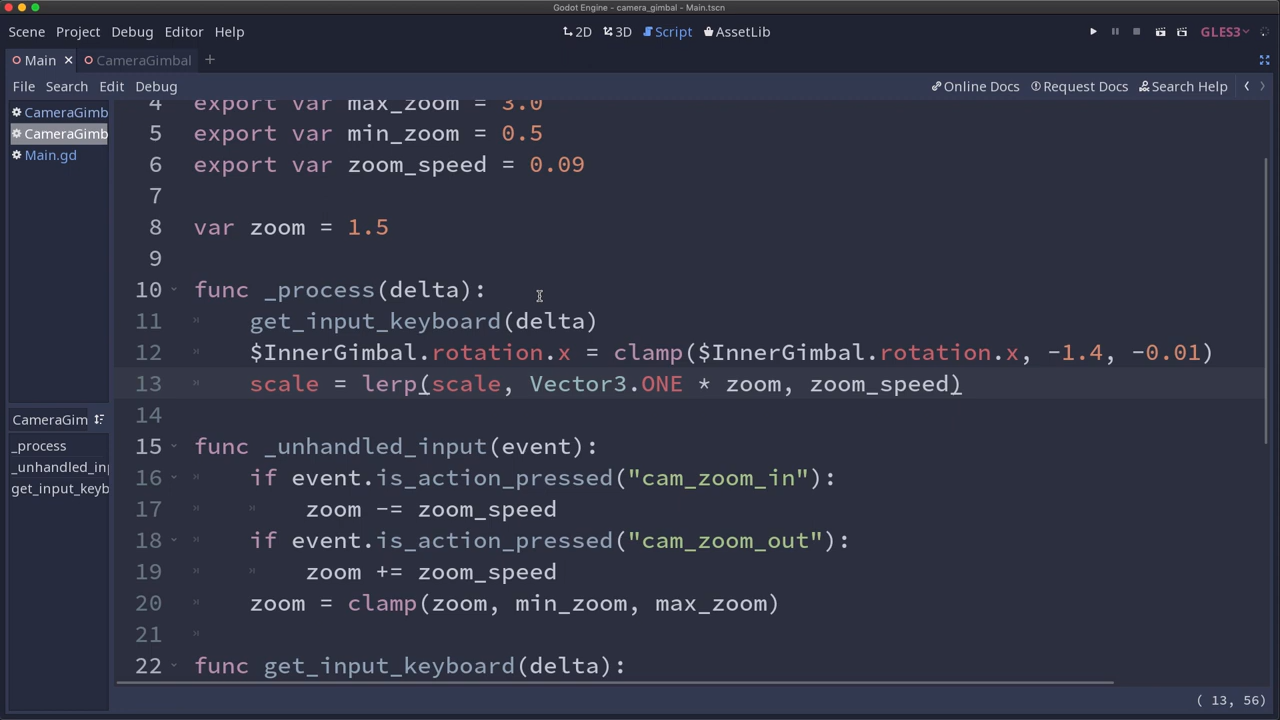 Godot Engine - camera_gimbal - Main.tscn
Scene Project Debug Editor Help 2D 3D Script AssetLib GLES3
Main CameraGimbal
File Search Edit Debug Online Docs Request Docs Search Help
CameraGimb
CameraGimb
Main.gd
CameraGim
_process
_unhandled_inp
get_input_keyb
4 export var max_zoom = 3.0
5 export var min_zoom = 0.5
6 export var zoom_speed = 0.09
7
8 var zoom = 1.5
9
10 func _process(delta):
11 get_input_keyboard(delta)
12 $InnerGimbal.rotation.x = clamp($InnerGimbal.rotation.x, -1.4, -0.01)
13 scale = lerp(scale, Vector3.ONE * zoom, zoom_speed)
14
15 func _unhandled_input(event):
16 if event.is_action_pressed("cam_zoom_in"):
17 zoom -= zoom_speed
18 if event.is_action_pressed("cam_zoom_out"):
19 zoom += zoom_speed
20 zoom = clamp(zoom, min_zoom, max_zoom)
21
22 func get_input_keyboard(delta):
( 13, 56)